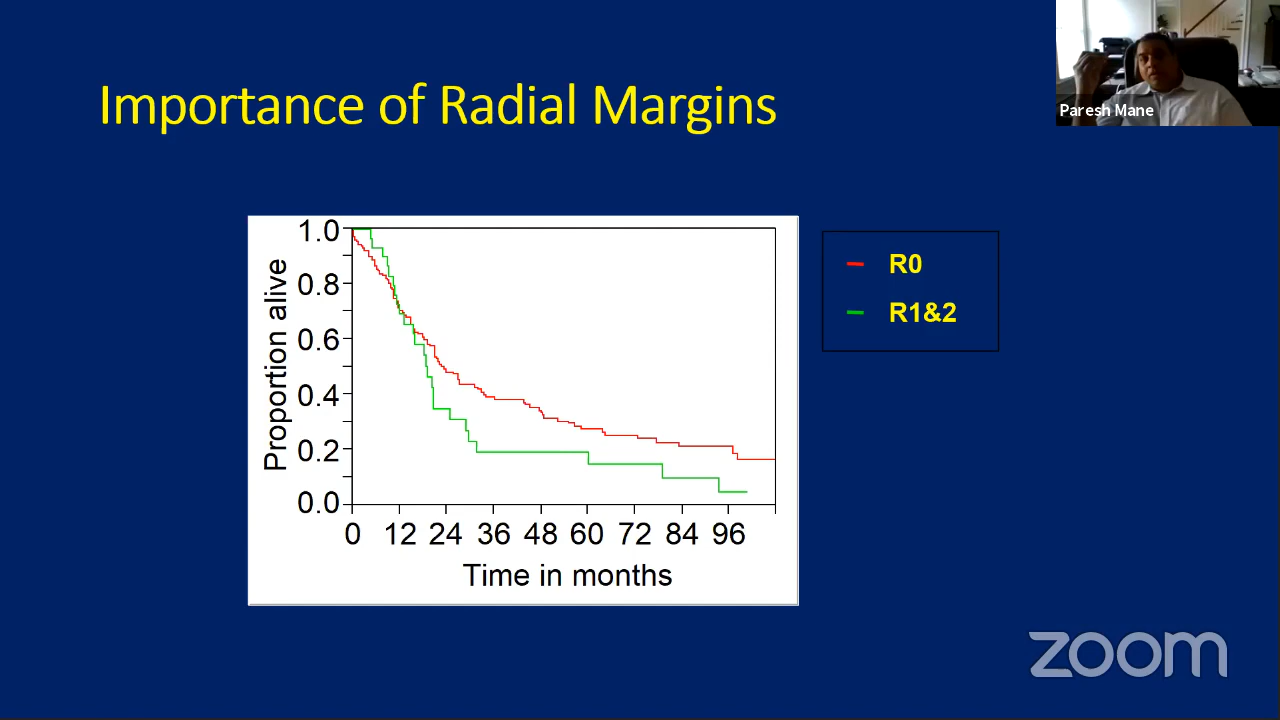 Importance of Radial Margins
Paresh Mane
1.0
0.8
0.6
0.4
0.2
0.0
Proportion alive
0 12 24 36 48 60 72 84 96
Time in months
R0
R1&2
zoom